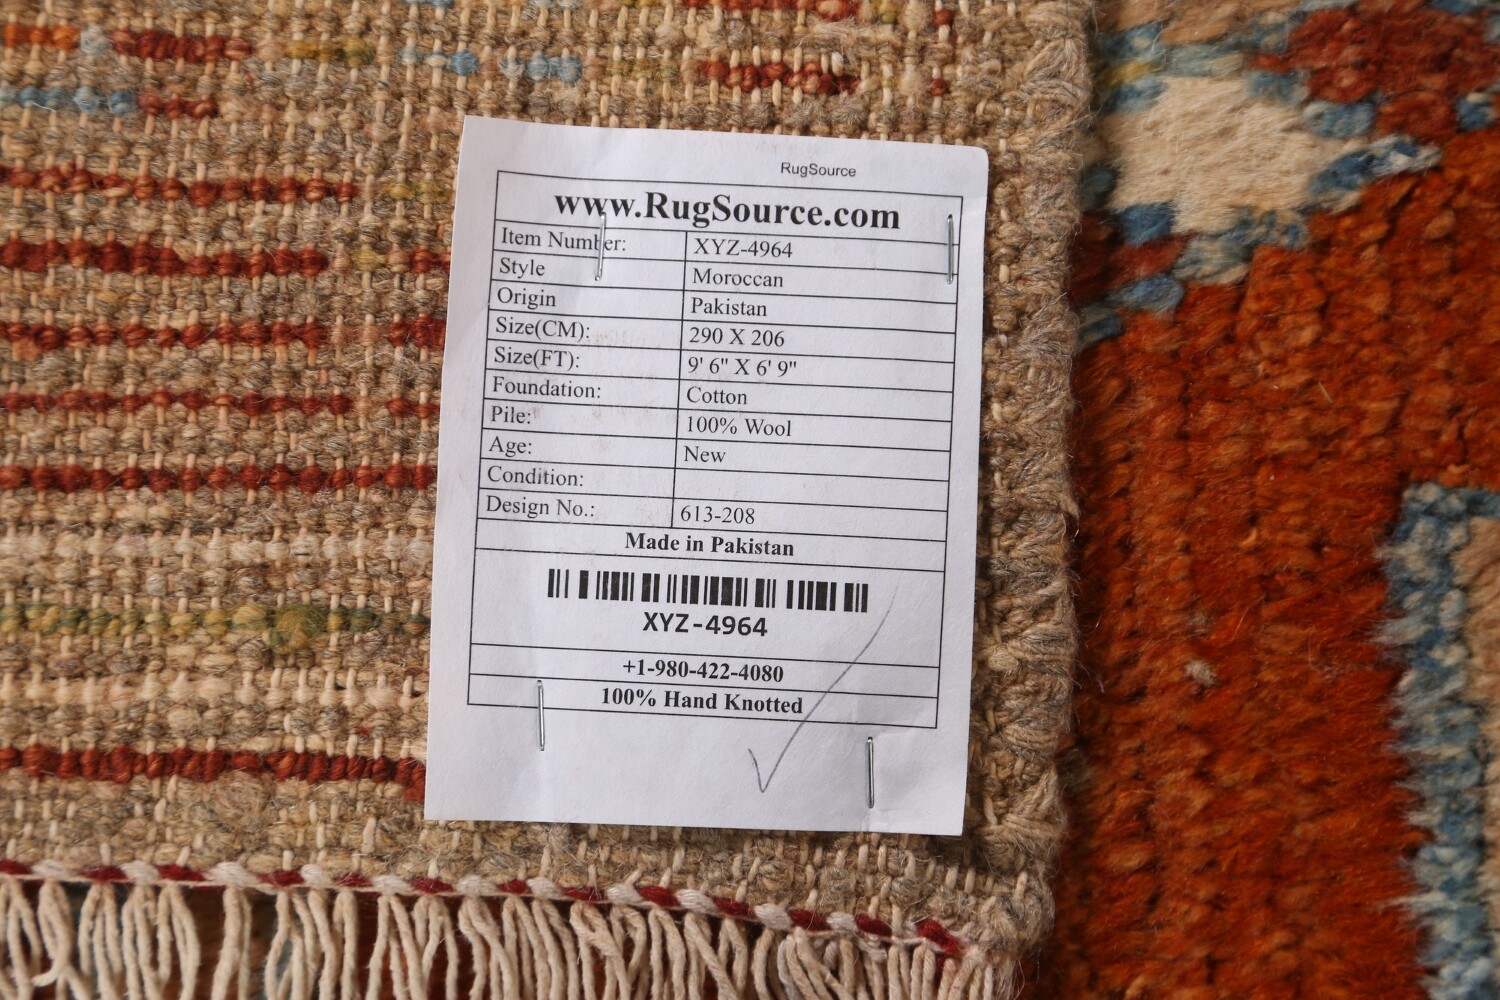 RugSource
www.RugSource.com
Item Number: XYZ-4964
Style Moroccan
Origin Pakistan
Size(CM): 290 X 206
Size(FT): 9' 6" X 6' 9"
Foundation: Cotton
Pile: 100% Wool
Age: New
Condition:
Design No.: 613-208
Made in Pakistan
XYZ-4964
+1-980-422-4080
100% Hand Knotted